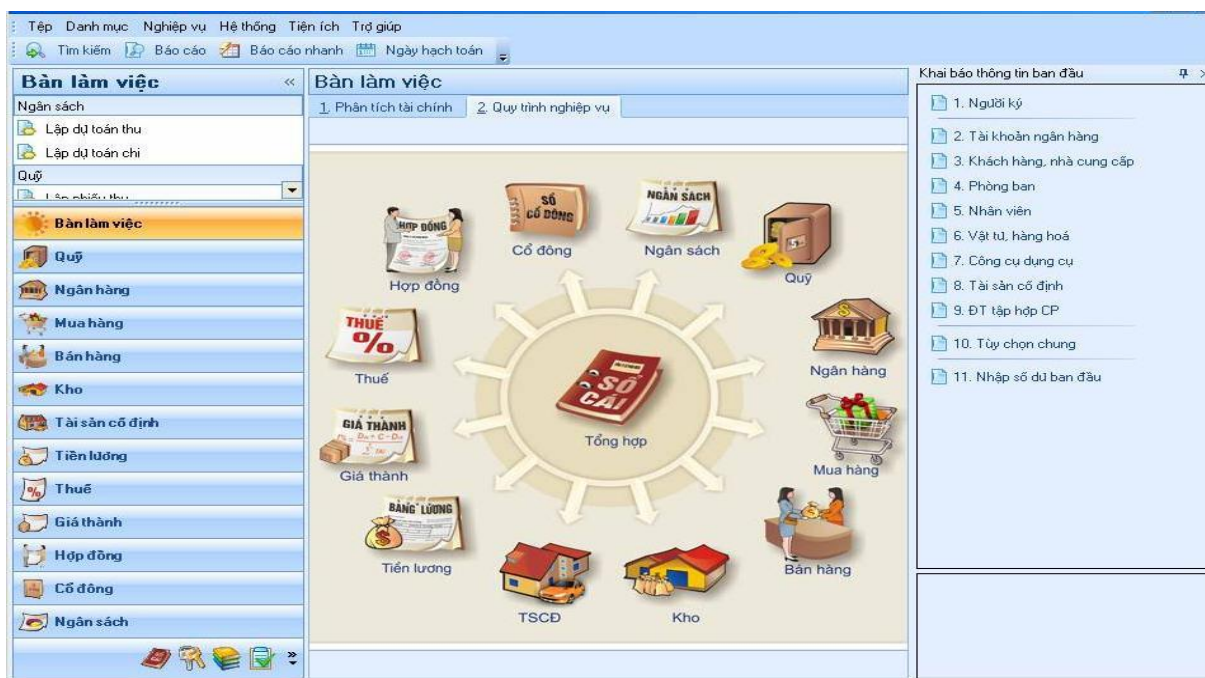 Tệp Danh mục Nghiệp vụ Hệ thống Tiện ích Trợ giúp
Tìm kiếm Báo cáo Báo cáo nhanh Ngày hạch toán
Bàn làm việc «
Ngân sách
Lập dự toán thu
Lập dự toán chi
Quỹ
Lập phiếu thu
Bàn làm việc
Quỹ
Ngân hàng
Mua hàng
Bán hàng
Kho
Tài sản cố định
Tiền lương
Thuế
Giá thành
Hợp đồng
Cổ đông
Ngân sách
Bàn làm việc
1. Phân tích tài chính 2. Quy trình nghiệp vụ
HỢP ĐỒNG
Hợp đồng
SỔ
CỔ ĐÔNG
Cổ đông
NGÂN SÁCH
Ngân sách
Quỹ
THUẾ
%
Thuế
Ngân hàng
SỔ
CÁI
Tổng hợp
GIÁ THÀNH
Giá thành
Mua hàng
BẢNG LƯƠNG
Tiền lương
TSCĐ
Kho
Bán hàng
Khai báo thông tin ban đầu
1. Người ký
2. Tài khoản ngân hàng
3. Khách hàng, nhà cung cấp
4. Phòng ban
5. Nhân viên
6. Vật tư, hàng hoá
7. Công cụ dụng cụ
8. Tài sản cố định
9. ĐT tập hợp CP
10. Tùy chọn chung
11. Nhập số dư ban đầu